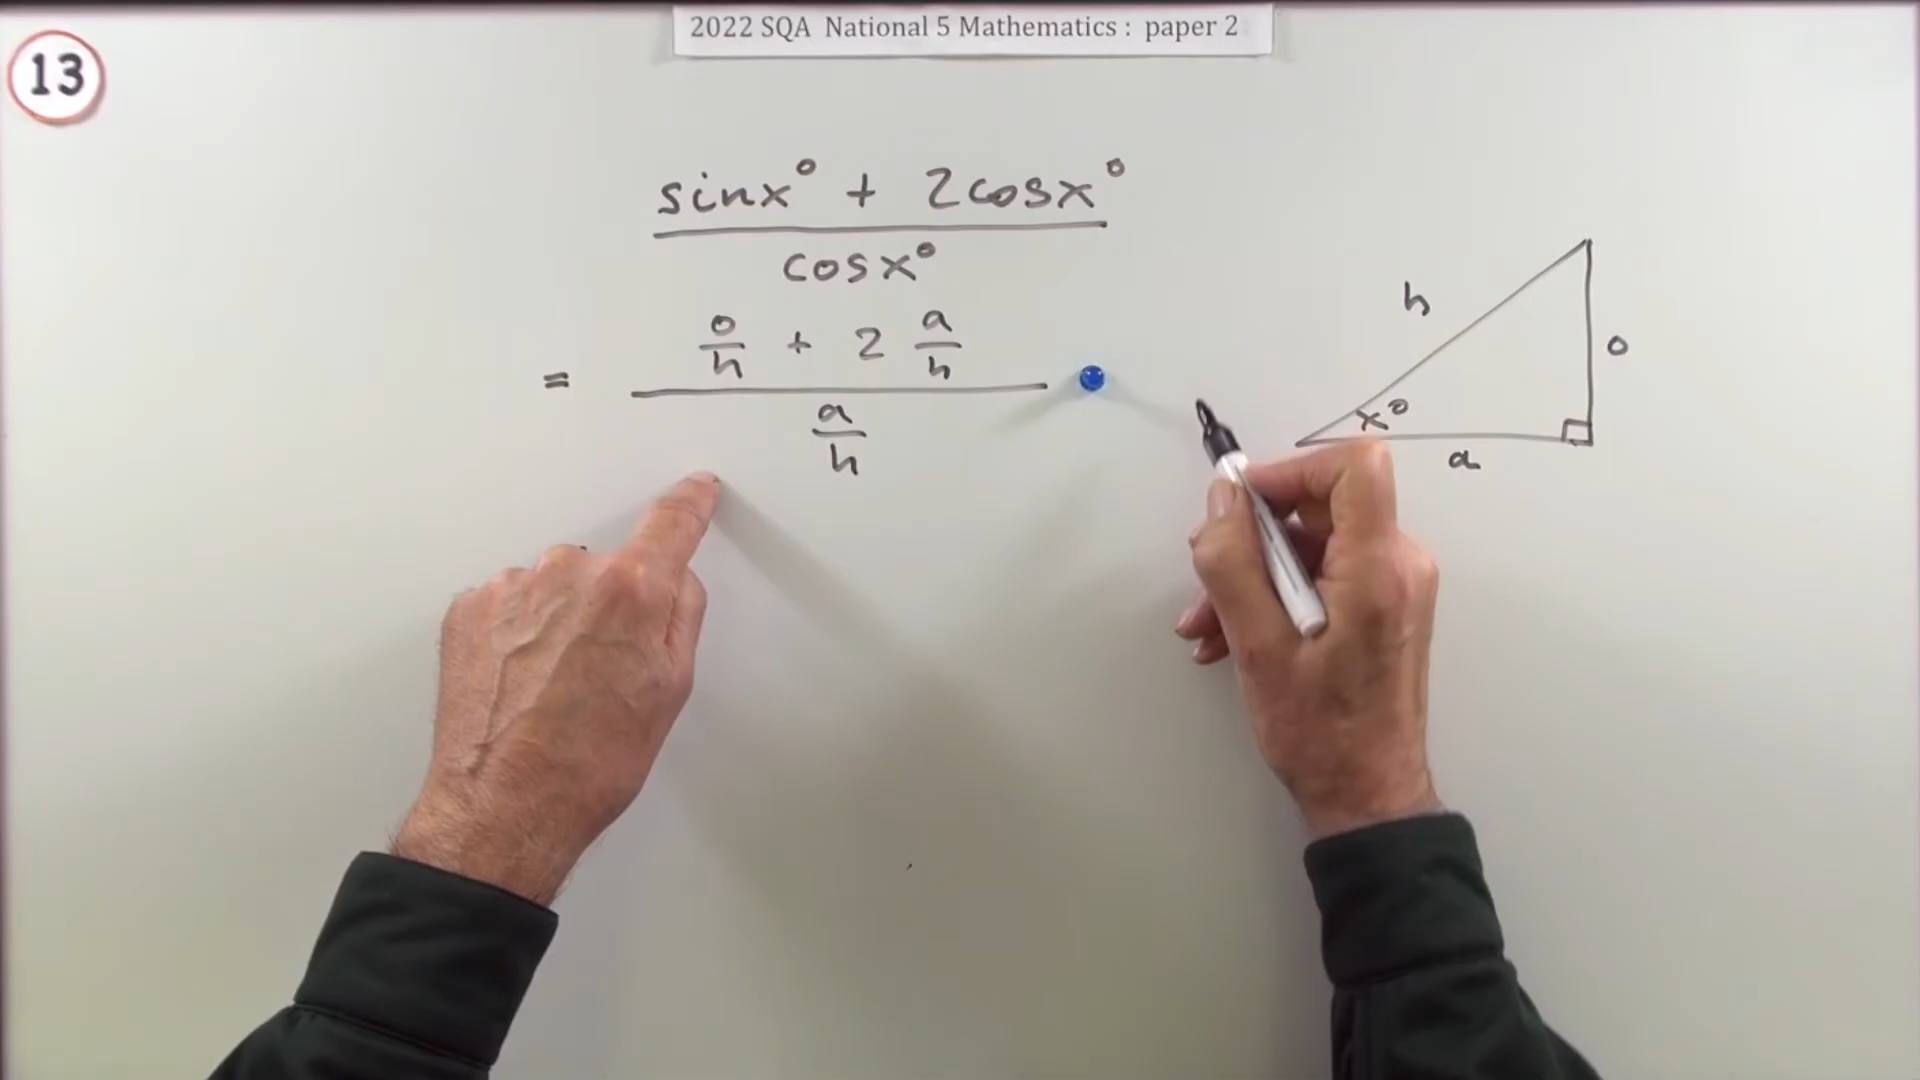 2022 SQA National 5 Mathematics : paper 2
13
sinx° + 2cosx°
cosx°
= o/h + 2 a/h
a/h
h
o
x°
a